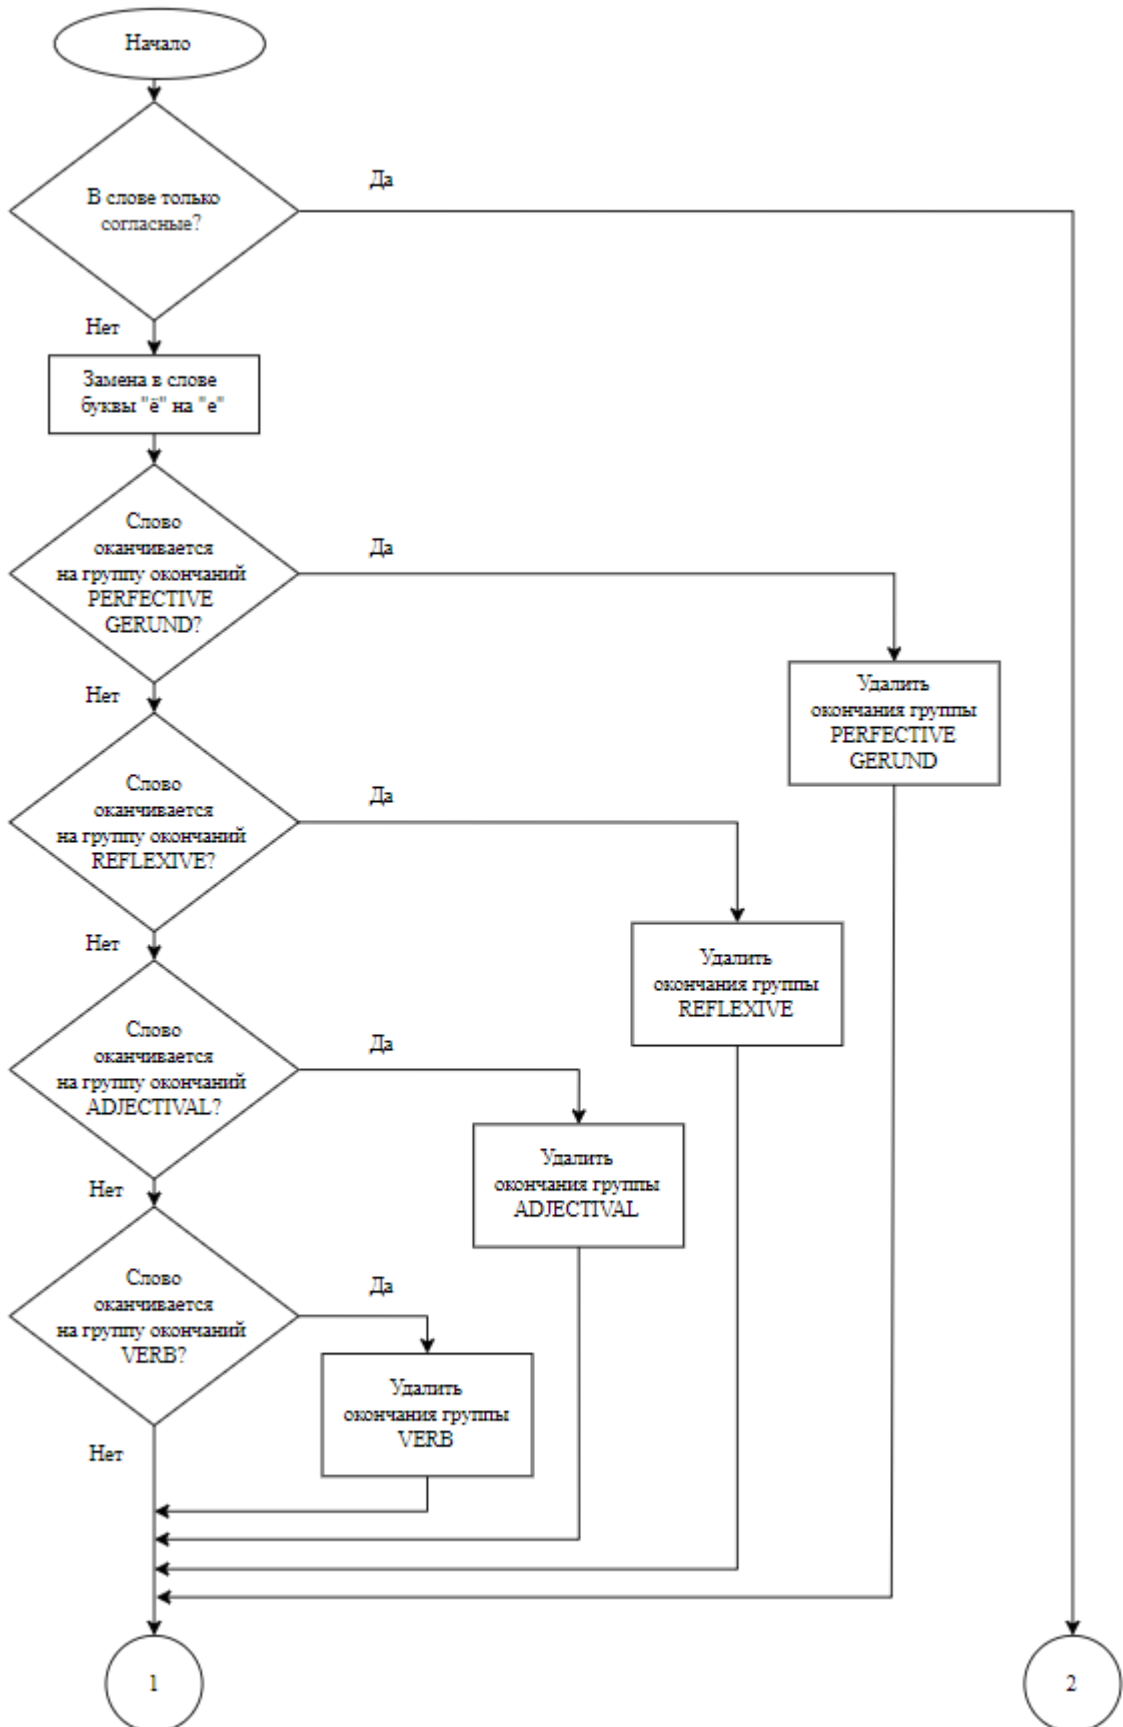 Начало
В слове только
согласные?
Да
Нет
Замена в слове
буквы "ё" на "е"
Слово
оканчивается
на группу окончаний
PERFECTIVE
GERUND?
Да
Нет
Удалить
окончания группы
PERFECTIVE
GERUND
Слово
оканчивается
на группу окончаний
REFLEXIVE?
Да
Нет
Удалить
окончания группы
REFLEXIVE
Слово
оканчивается
на группу окончаний
ADJECTIVAL?
Да
Нет
Удалить
окончания группы
ADJECTIVAL
Слово
оканчивается
на группу окончаний
VERB?
Да
Нет
Удалить
окончания группы
VERB
1
2